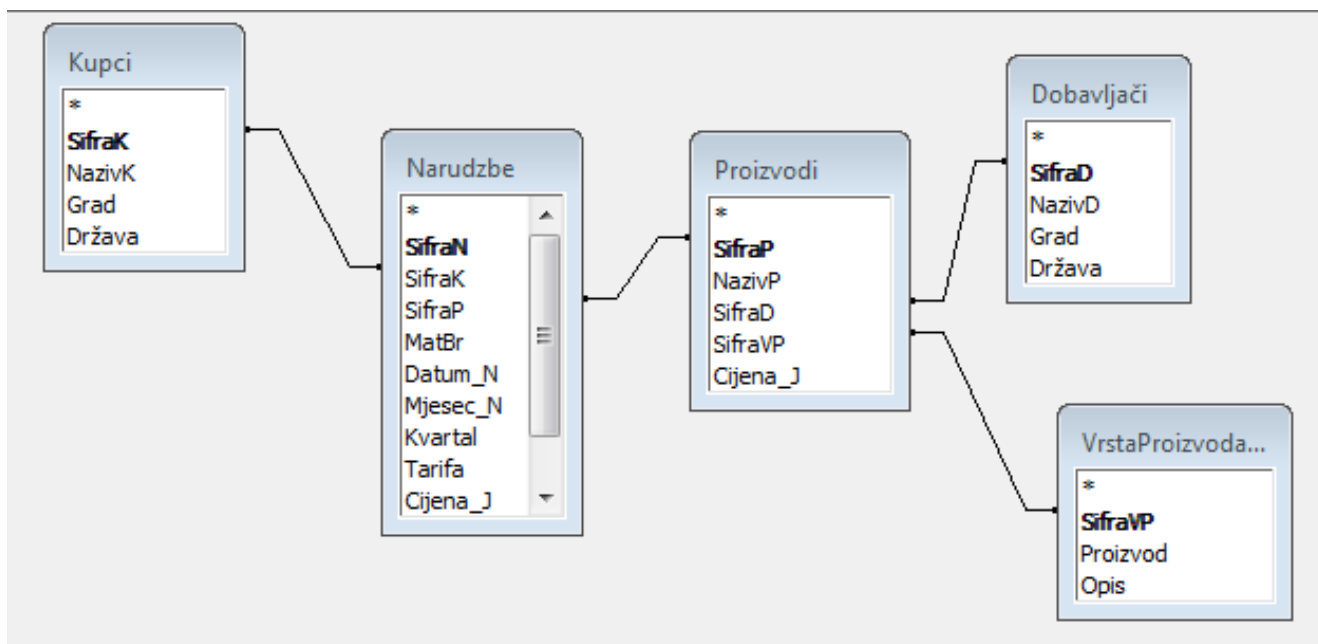 Kupci
*
SifraK
NazivK
Grad
Država
Narudzbe
*
SifraN
SifraK
SifraP
MatBr
Datum_N
Mjesec_N
Kvartal
Tarifa
Cijena_J
Proizvodi
*
SifraP
NazivP
SifraD
SifraVP
Cijena_J
Dobavljači
*
SifraD
NazivD
Grad
Država
VrstaProizvoda...
*
SifraVP
Proizvod
Opis